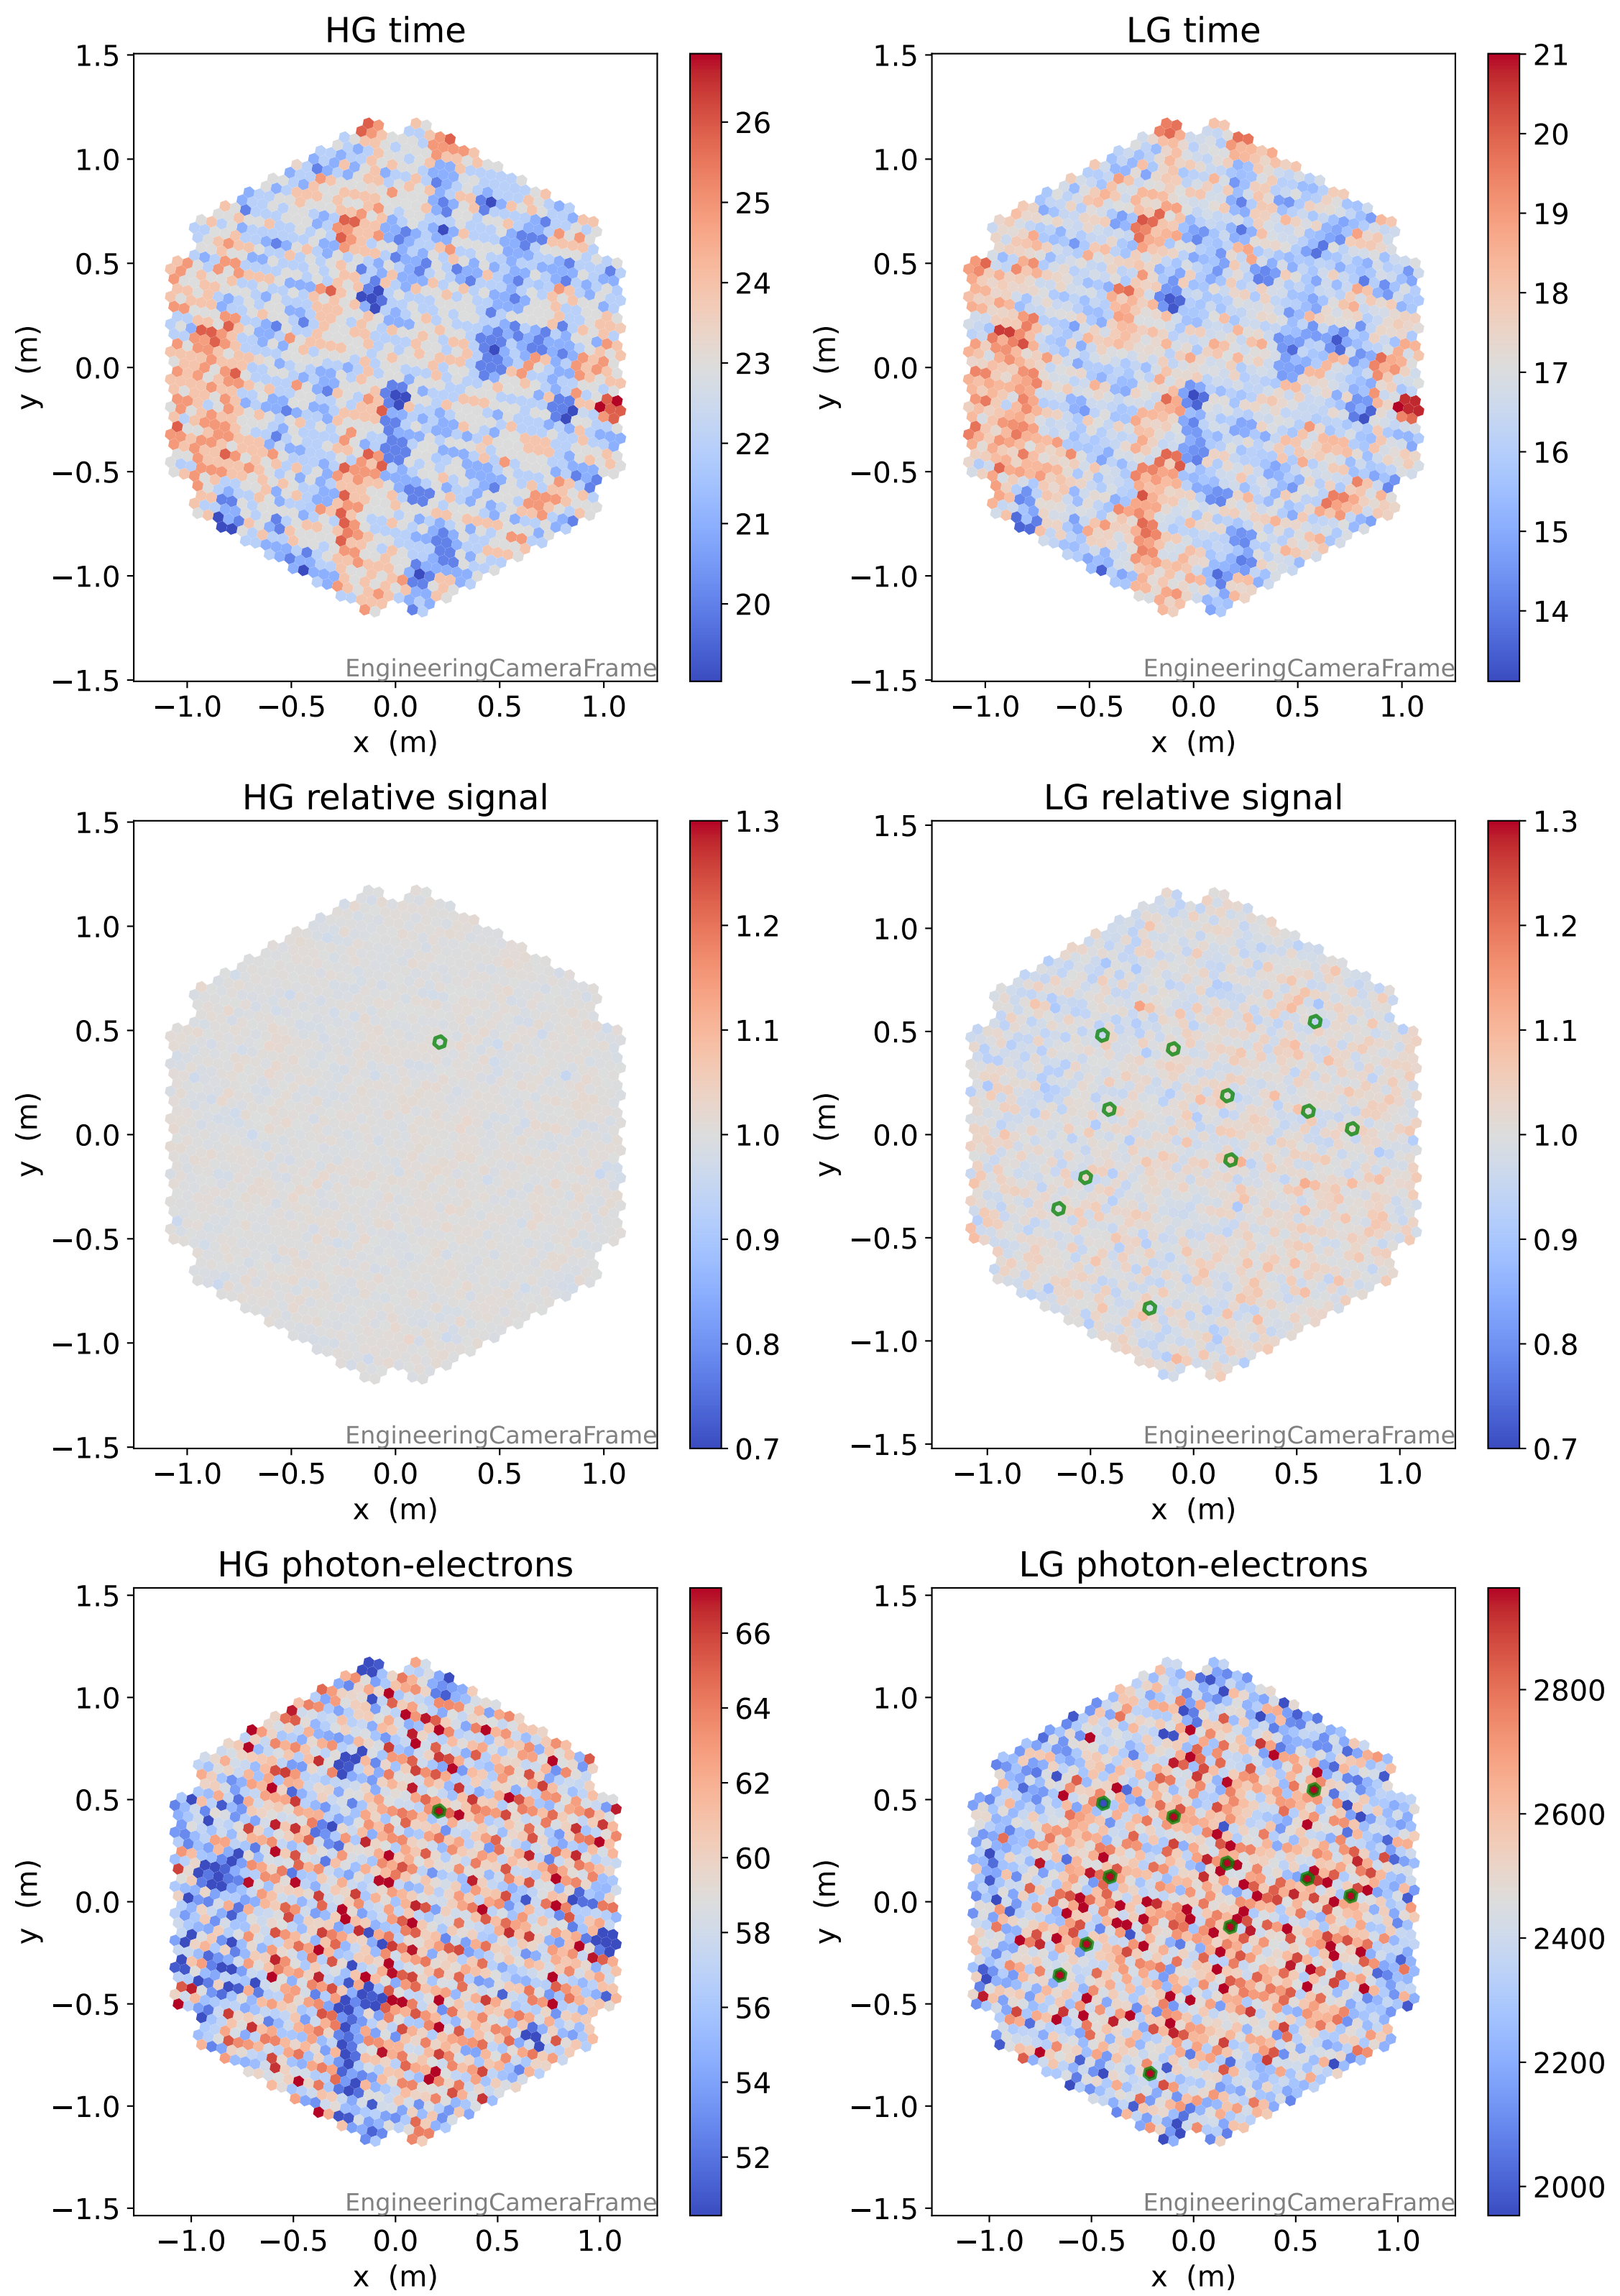 HG time
1.5
1.0
0.5
0.0
−0.5
−1.0
−1.5
y (m)
−1.0 −0.5 0.0 0.5 1.0
x (m)
EngineeringCameraFrame
26
25
24
23
22
21
20
LG time
1.5
1.0
0.5
0.0
−0.5
−1.0
−1.5
y (m)
−1.0 −0.5 0.0 0.5 1.0
x (m)
EngineeringCameraFrame
21
20
19
18
17
16
15
14
HG relative signal
1.5
1.0
0.5
0.0
−0.5
−1.0
−1.5
y (m)
−1.0 −0.5 0.0 0.5 1.0
x (m)
EngineeringCameraFrame
1.3
1.2
1.1
1.0
0.9
0.8
0.7
LG relative signal
1.5
1.0
0.5
0.0
−0.5
−1.0
−1.5
y (m)
−1.0 −0.5 0.0 0.5 1.0
x (m)
EngineeringCameraFrame
1.3
1.2
1.1
1.0
0.9
0.8
0.7
HG photon-electrons
1.5
1.0
0.5
0.0
−0.5
−1.0
−1.5
y (m)
−1.0 −0.5 0.0 0.5 1.0
x (m)
EngineeringCameraFrame
66
64
62
60
58
56
54
52
LG photon-electrons
1.5
1.0
0.5
0.0
−0.5
−1.0
−1.5
y (m)
−1.0 −0.5 0.0 0.5 1.0
x (m)
EngineeringCameraFrame
2800
2600
2400
2200
2000